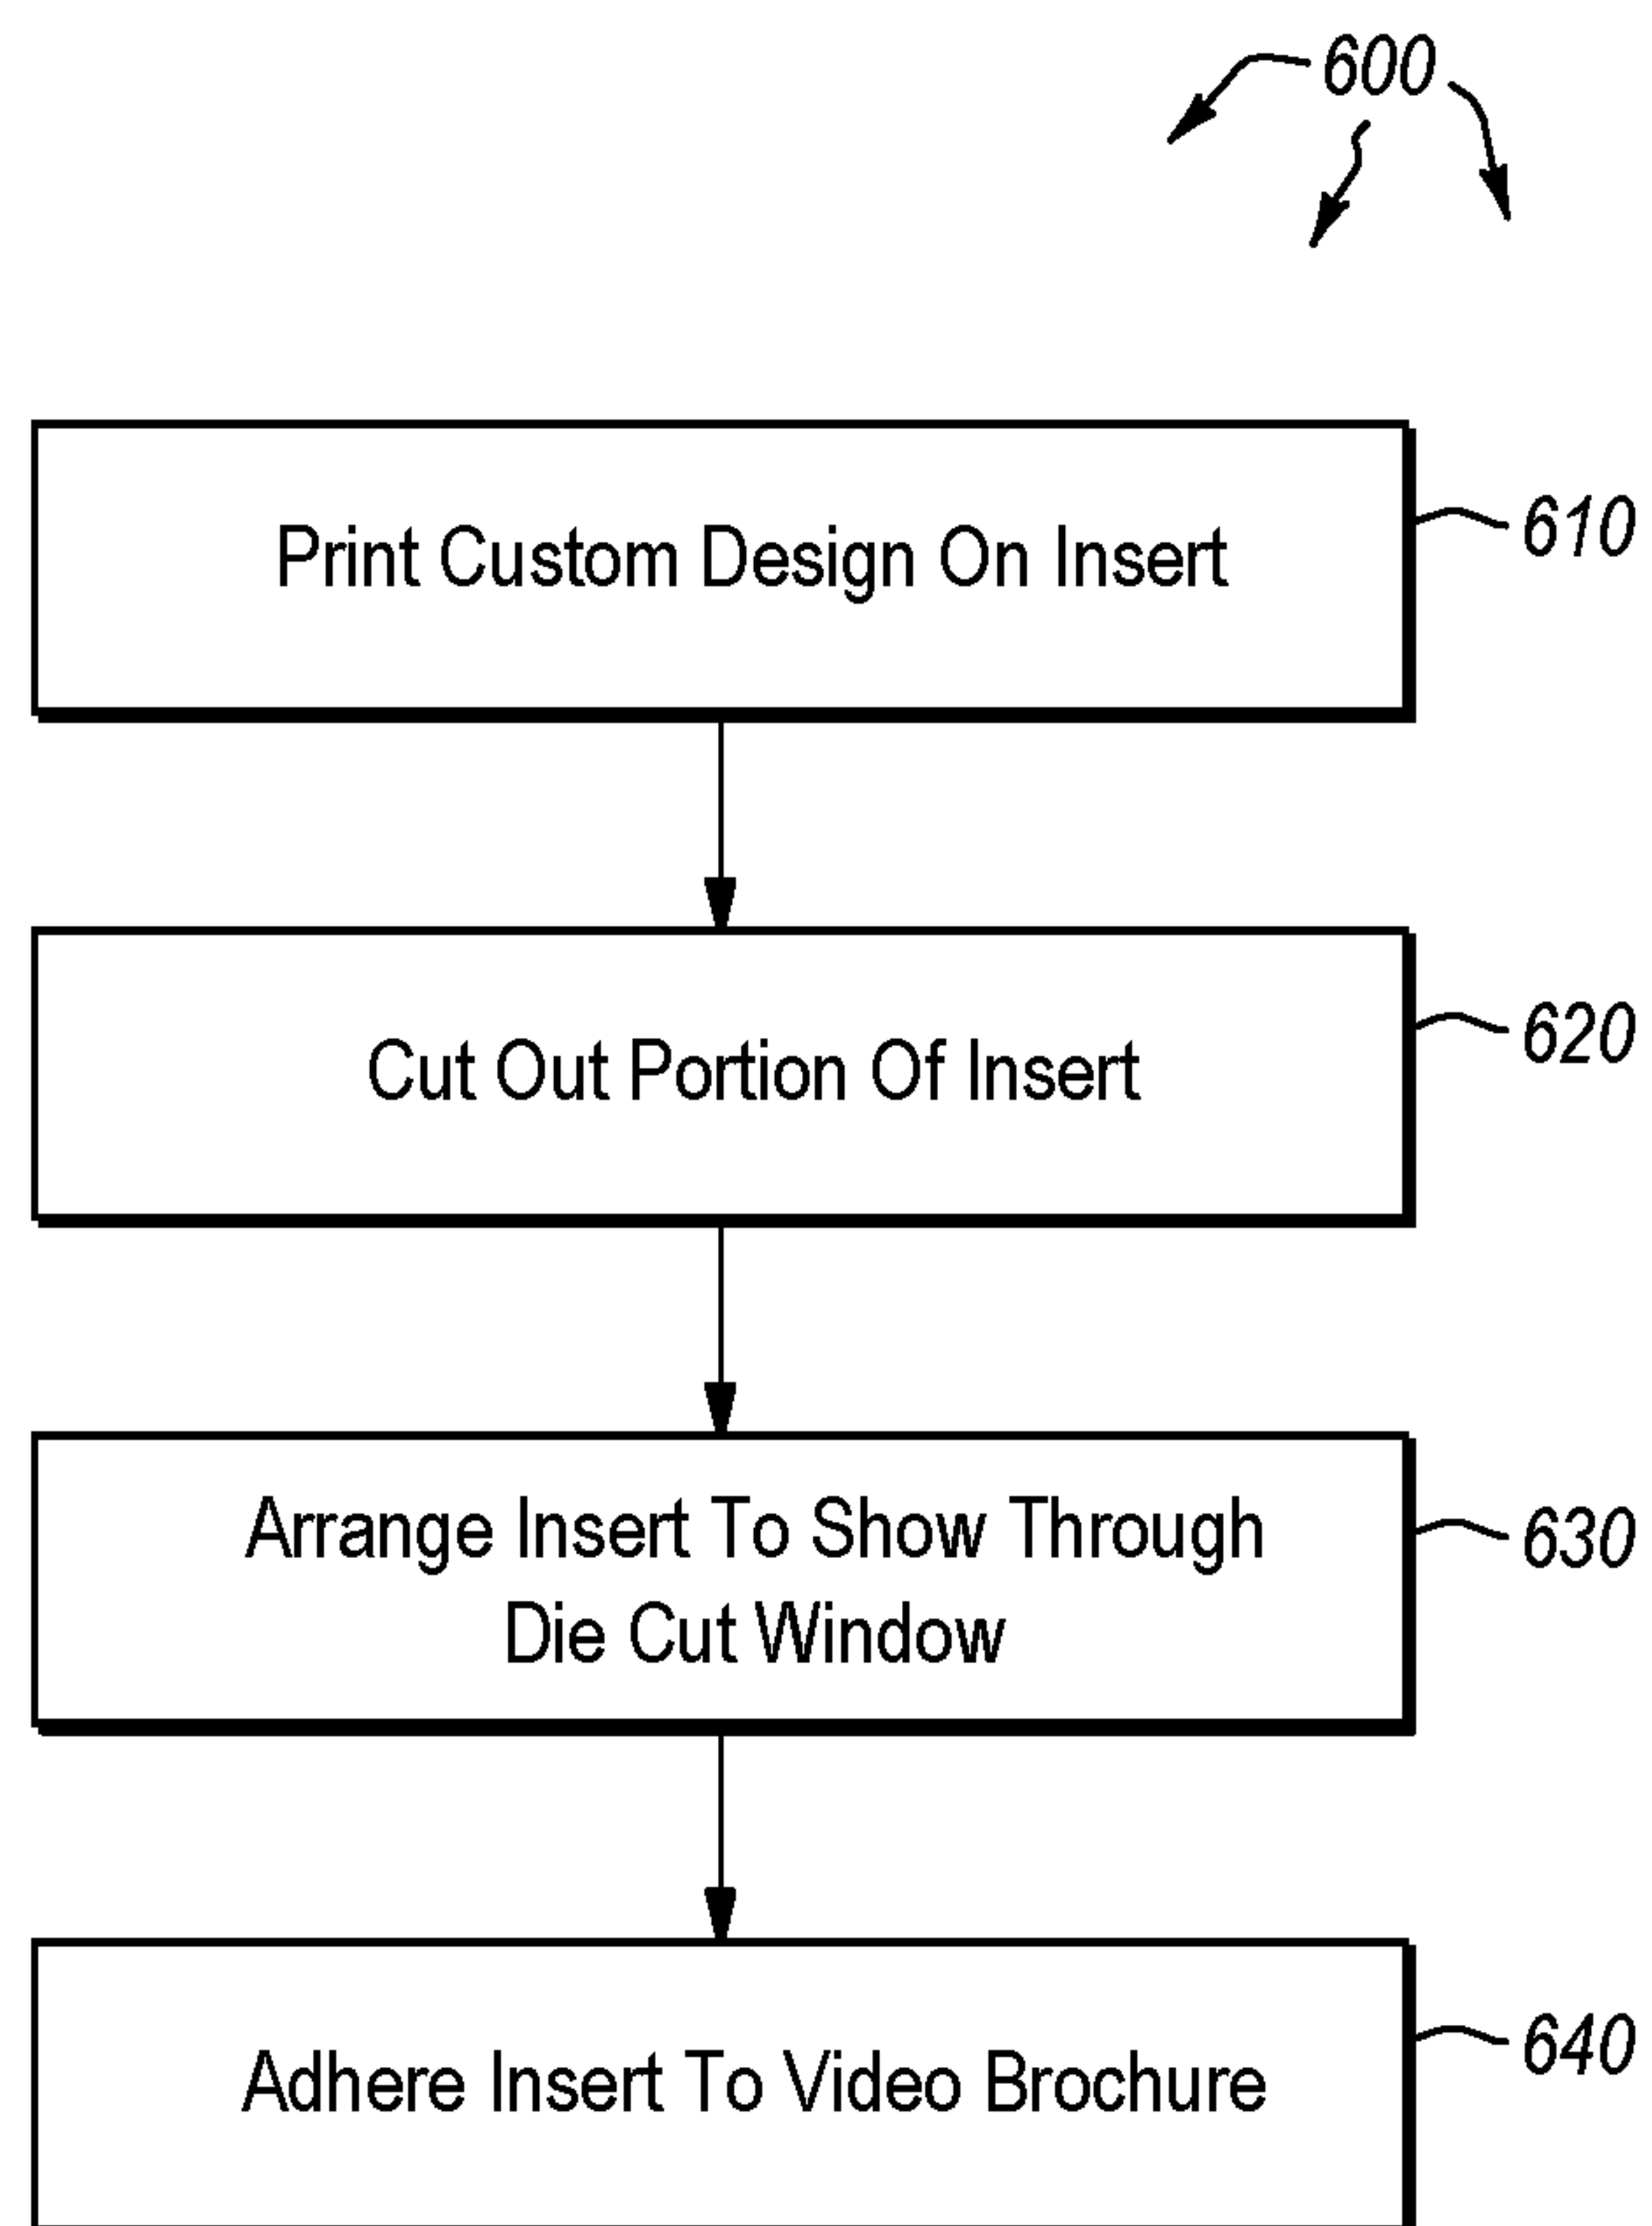 600
Print Custom Design On Insert
610
Cut Out Portion Of Insert
620
Arrange Insert To Show Through
Die Cut Window
630
Adhere Insert To Video Brochure
640